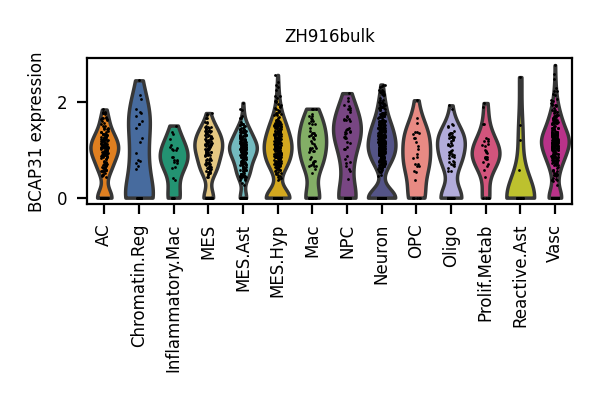 ZH916bulk
BCAP31 expression
2
0
AC
Chromatin.Reg
Inflammatory.Mac
MES
MES.Ast
MES.Hyp
Mac
NPC
Neuron
OPC
Oligo
Prolif.Metab
Reactive.Ast
Vasc